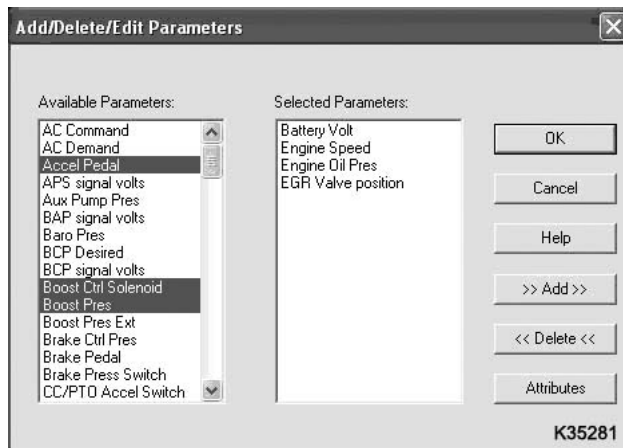 Add/Delete/Edit Parameters
Available Parameters:
AC Command
AC Demand
Accel Pedal
APS signal volts
Aux Pump Pres
BAP signal volts
Baro Pres
BCP Desired
BCP signal volts
Boost Ctrl Solenoid
Boost Pres
Boost Pres Ext
Brake Ctrl Pres
Brake Pedal
Brake Press Switch
CC/PTO Accel Switch
Selected Parameters:
Battery Volt
Engine Speed
Engine Oil Pres
EGR Valve position
OK
Cancel
Help
>> Add >>
<< Delete <<
Attributes
K35281